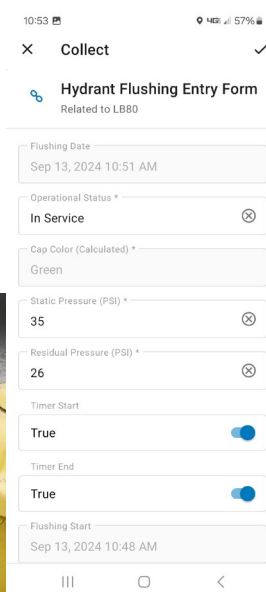 10:53
4G 57%
Collect
Hydrant Flushing Entry Form
Related to LB80
Flushing Date
Sep 13, 2024 10:51 AM
Operational Status *
In Service
Cap Color (Calculated) *
Green
Static Pressure (PSI) *
35
Residual Pressure (PSI) *
26
Timer Start
True
Timer End
True
Flushing Start
Sep 13, 2024 10:48 AM